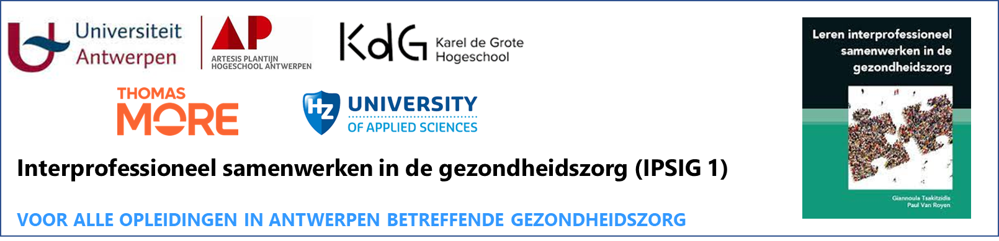 Universiteit
Antwerpen
AP
ARTESIS PLANTIJN
HOGESCHOOL ANTWERPEN
KdG
Karel de Grote
Hogeschool
THOMAS
MORE
HZ
UNIVERSITY
OF APPLIED SCIENCES
Interprofessioneel samenwerken in de gezondheidszorg (IPSIG 1)
VOOR ALLE OPLEIDINGEN IN ANTWERPEN BETREFFENDE GEZONDHEIDSZORG
Leren interprofessioneel
samenwerken in de
gezondheidszorg
Giannoula Tsakitzidis
Paul Van Royen